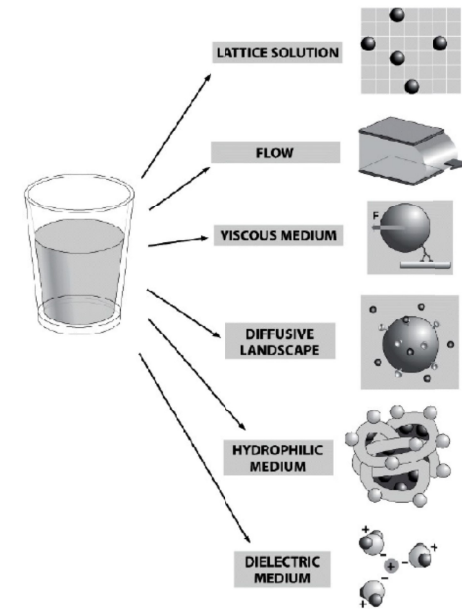 LATTICE SOLUTION
FLOW
VISCOUS MEDIUM
F
DIFFUSIVE
LANDSCAPE
HYDROPHILIC
MEDIUM
DIELECTRIC
MEDIUM
+
-
+
-
+
-
+